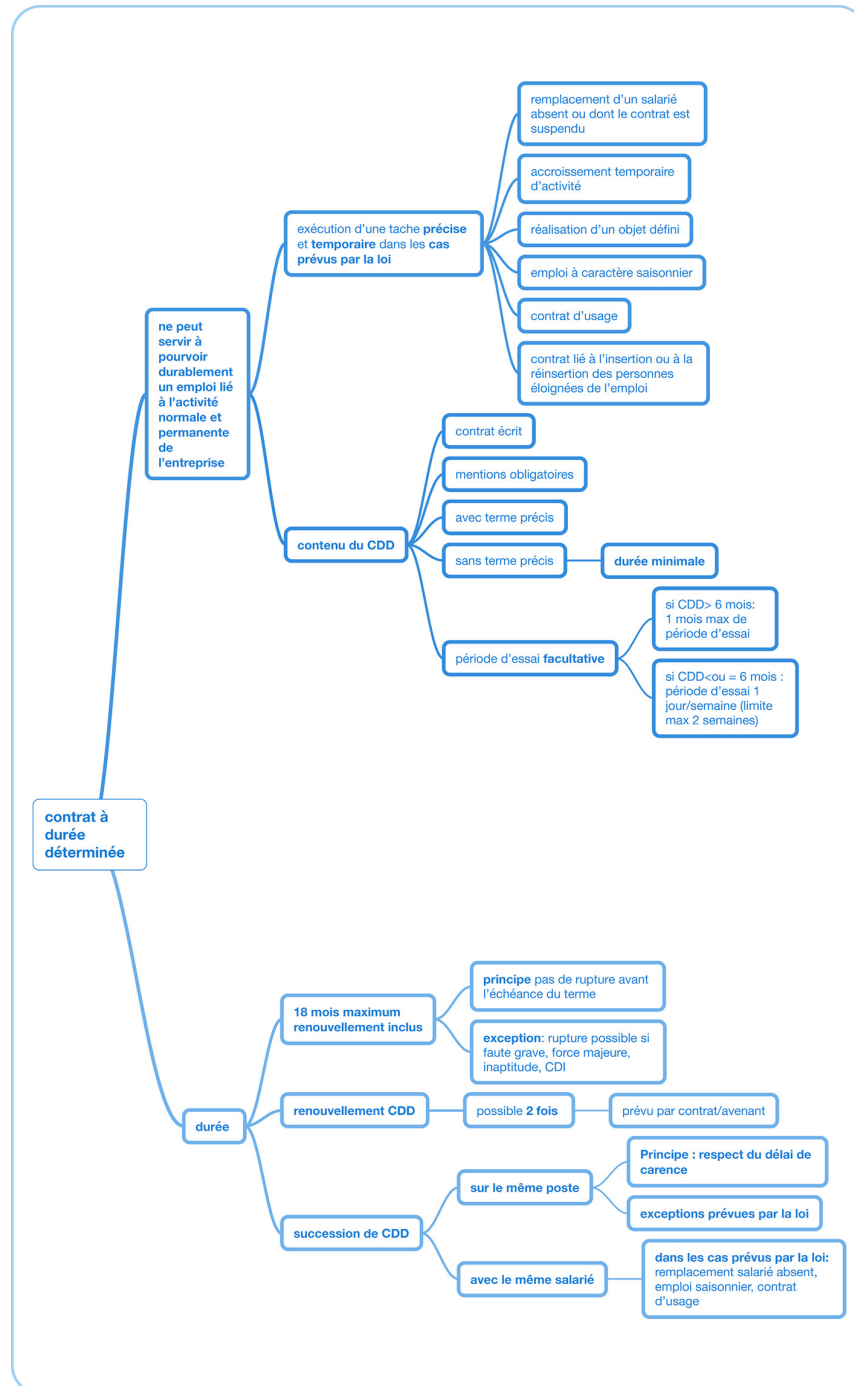 contrat à
durée
déterminée
ne peut
servir à
pourvoir
durablement
un emploi lié
à l'activité
normale et
permanente
de
l'entreprise
exécution d'une tache précise
et temporaire dans les cas
prévus par la loi
remplacement d'un salarié
absent ou dont le contrat est
suspendu
accroissement temporaire
d'activité
réalisation d'un objet défini
emploi à caractère saisonnier
contrat d'usage
contrat lié à l'insertion ou à la
réinsertion des personnes
éloignées de l'emploi
contenu du CDD
contrat écrit
mentions obligatoires
avec terme précis
sans terme précis
durée minimale
période d'essai facultative
si CDD> 6 mois:
1 mois max de
période d'essai
si CDD<ou = 6 mois :
période d'essai 1
jour/semaine (limite
max 2 semaines)
durée
18 mois maximum
renouvellement inclus
principe pas de rupture avant
l'échéance du terme
exception: rupture possible si
faute grave, force majeure,
inaptitude, CDI
renouvellement CDD
possible 2 fois
prévu par contrat/avenant
succession de CDD
sur le même poste
Principe : respect du délai de
carence
exceptions prévues par la loi
avec le même salarié
dans les cas prévus par la loi:
remplacement salarié absent,
emploi saisonnier, contrat
d'usage